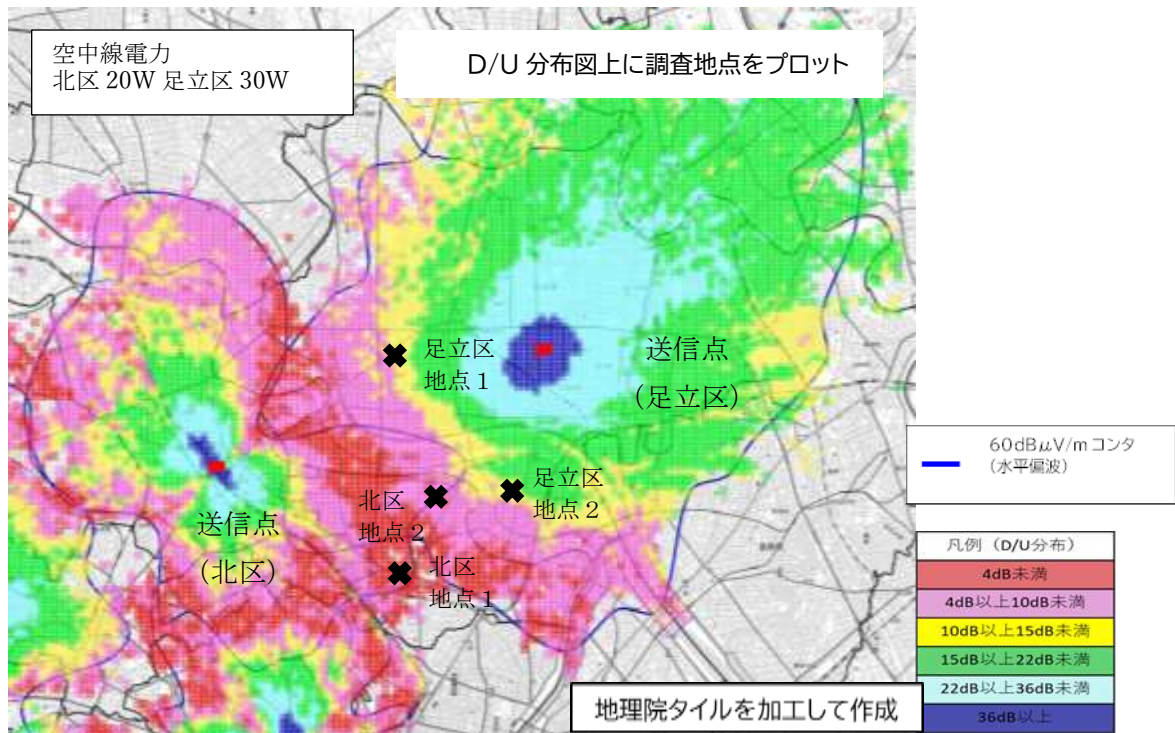 空中線電力
北区 20W 足立区 30W
D/U 分布図上に調査地点をプロット
足立区
地点１
送信点
(足立区)
足立区
地点２
北区
地点２
送信点
(北区)
北区
地点１
60dBμV/mコンタ
(水平偏波)
凡例（D/U分布）
4dB未満
4dB以上10dB未満
10dB以上15dB未満
15dB以上22dB未満
22dB以上36dB未満
36dB以上
地理院タイルを加工して作成